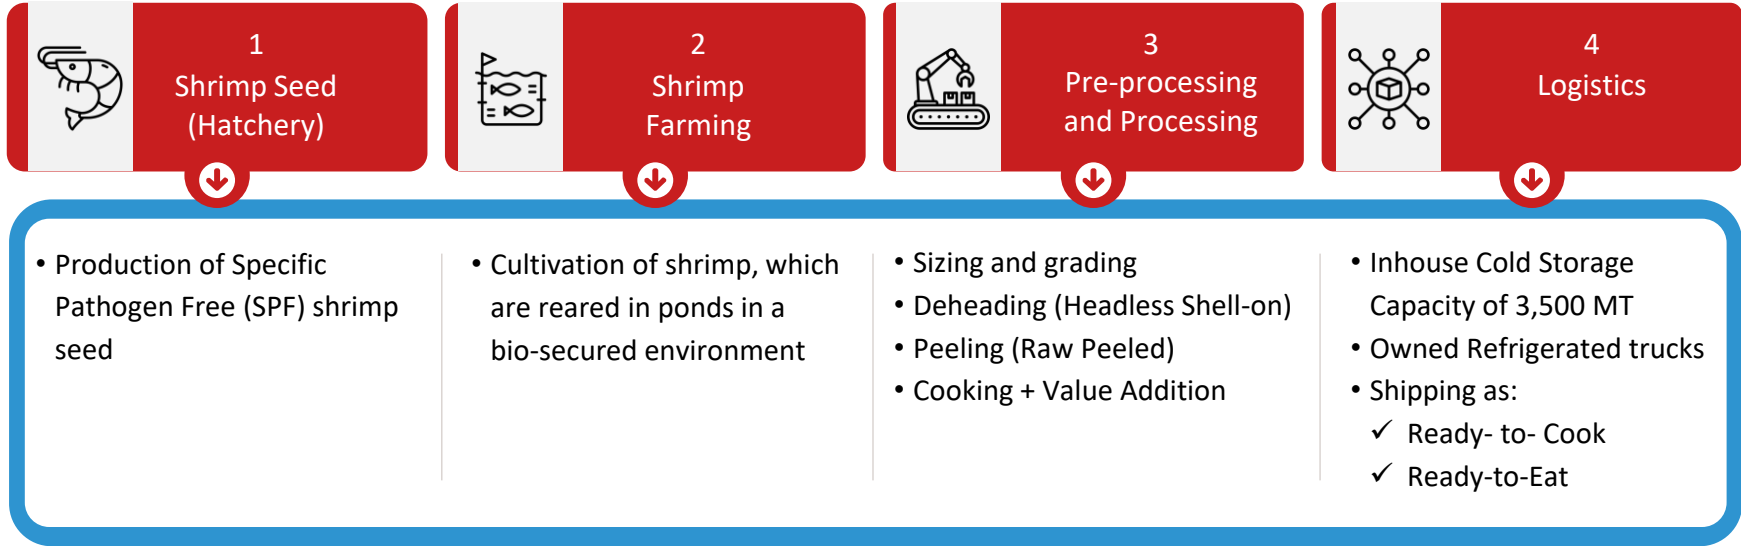 1
Shrimp Seed
(Hatchery)
2
Shrimp
Farming
3
Pre-processing
and Processing
4
Logistics
• Production of Specific
Pathogen Free (SPF) shrimp
seed
• Cultivation of shrimp, which
are reared in ponds in a
bio-secured environment
• Sizing and grading
• Deheading (Headless Shell-on)
• Peeling (Raw Peeled)
• Cooking + Value Addition
• Inhouse Cold Storage
Capacity of 3,500 MT
• Owned Refrigerated trucks
• Shipping as:
✓ Ready- to- Cook
✓ Ready-to-Eat